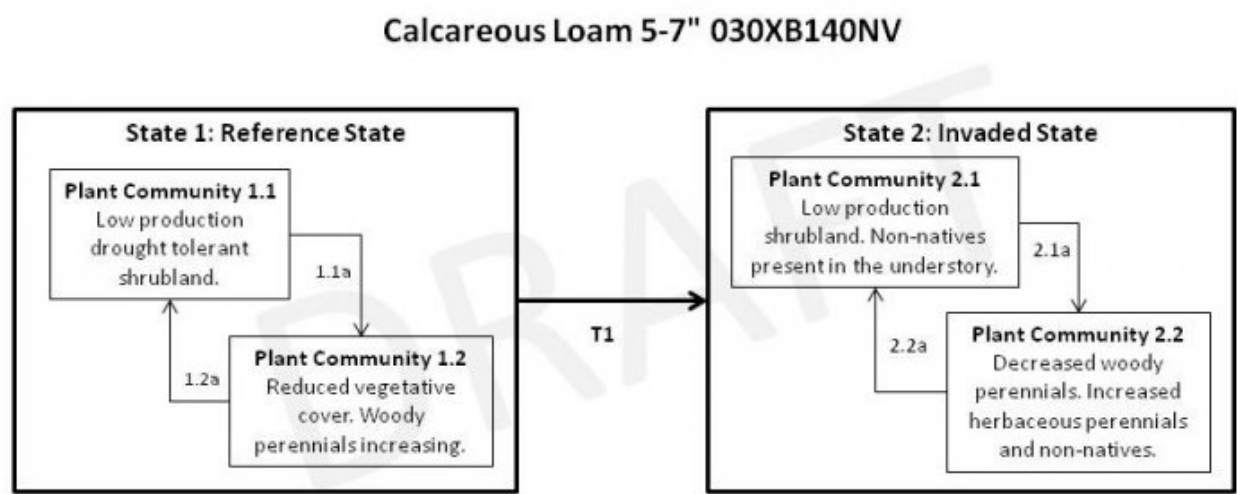 Calcareous Loam 5-7" 030XB140NV
State 1: Reference State
Plant Community 1.1
Low production
drought tolerant
shrubland.
1.1a
1.2a
Plant Community 1.2
Reduced vegetative
cover. Woody
perennials increasing.
T1
State 2: Invaded State
Plant Community 2.1
Low production
shrubland. Non-natives
present in the understory.
2.1a
2.2a
Plant Community 2.2
Decreased woody
perennials. Increased
herbaceous perennials
and non-natives.
DRAFT